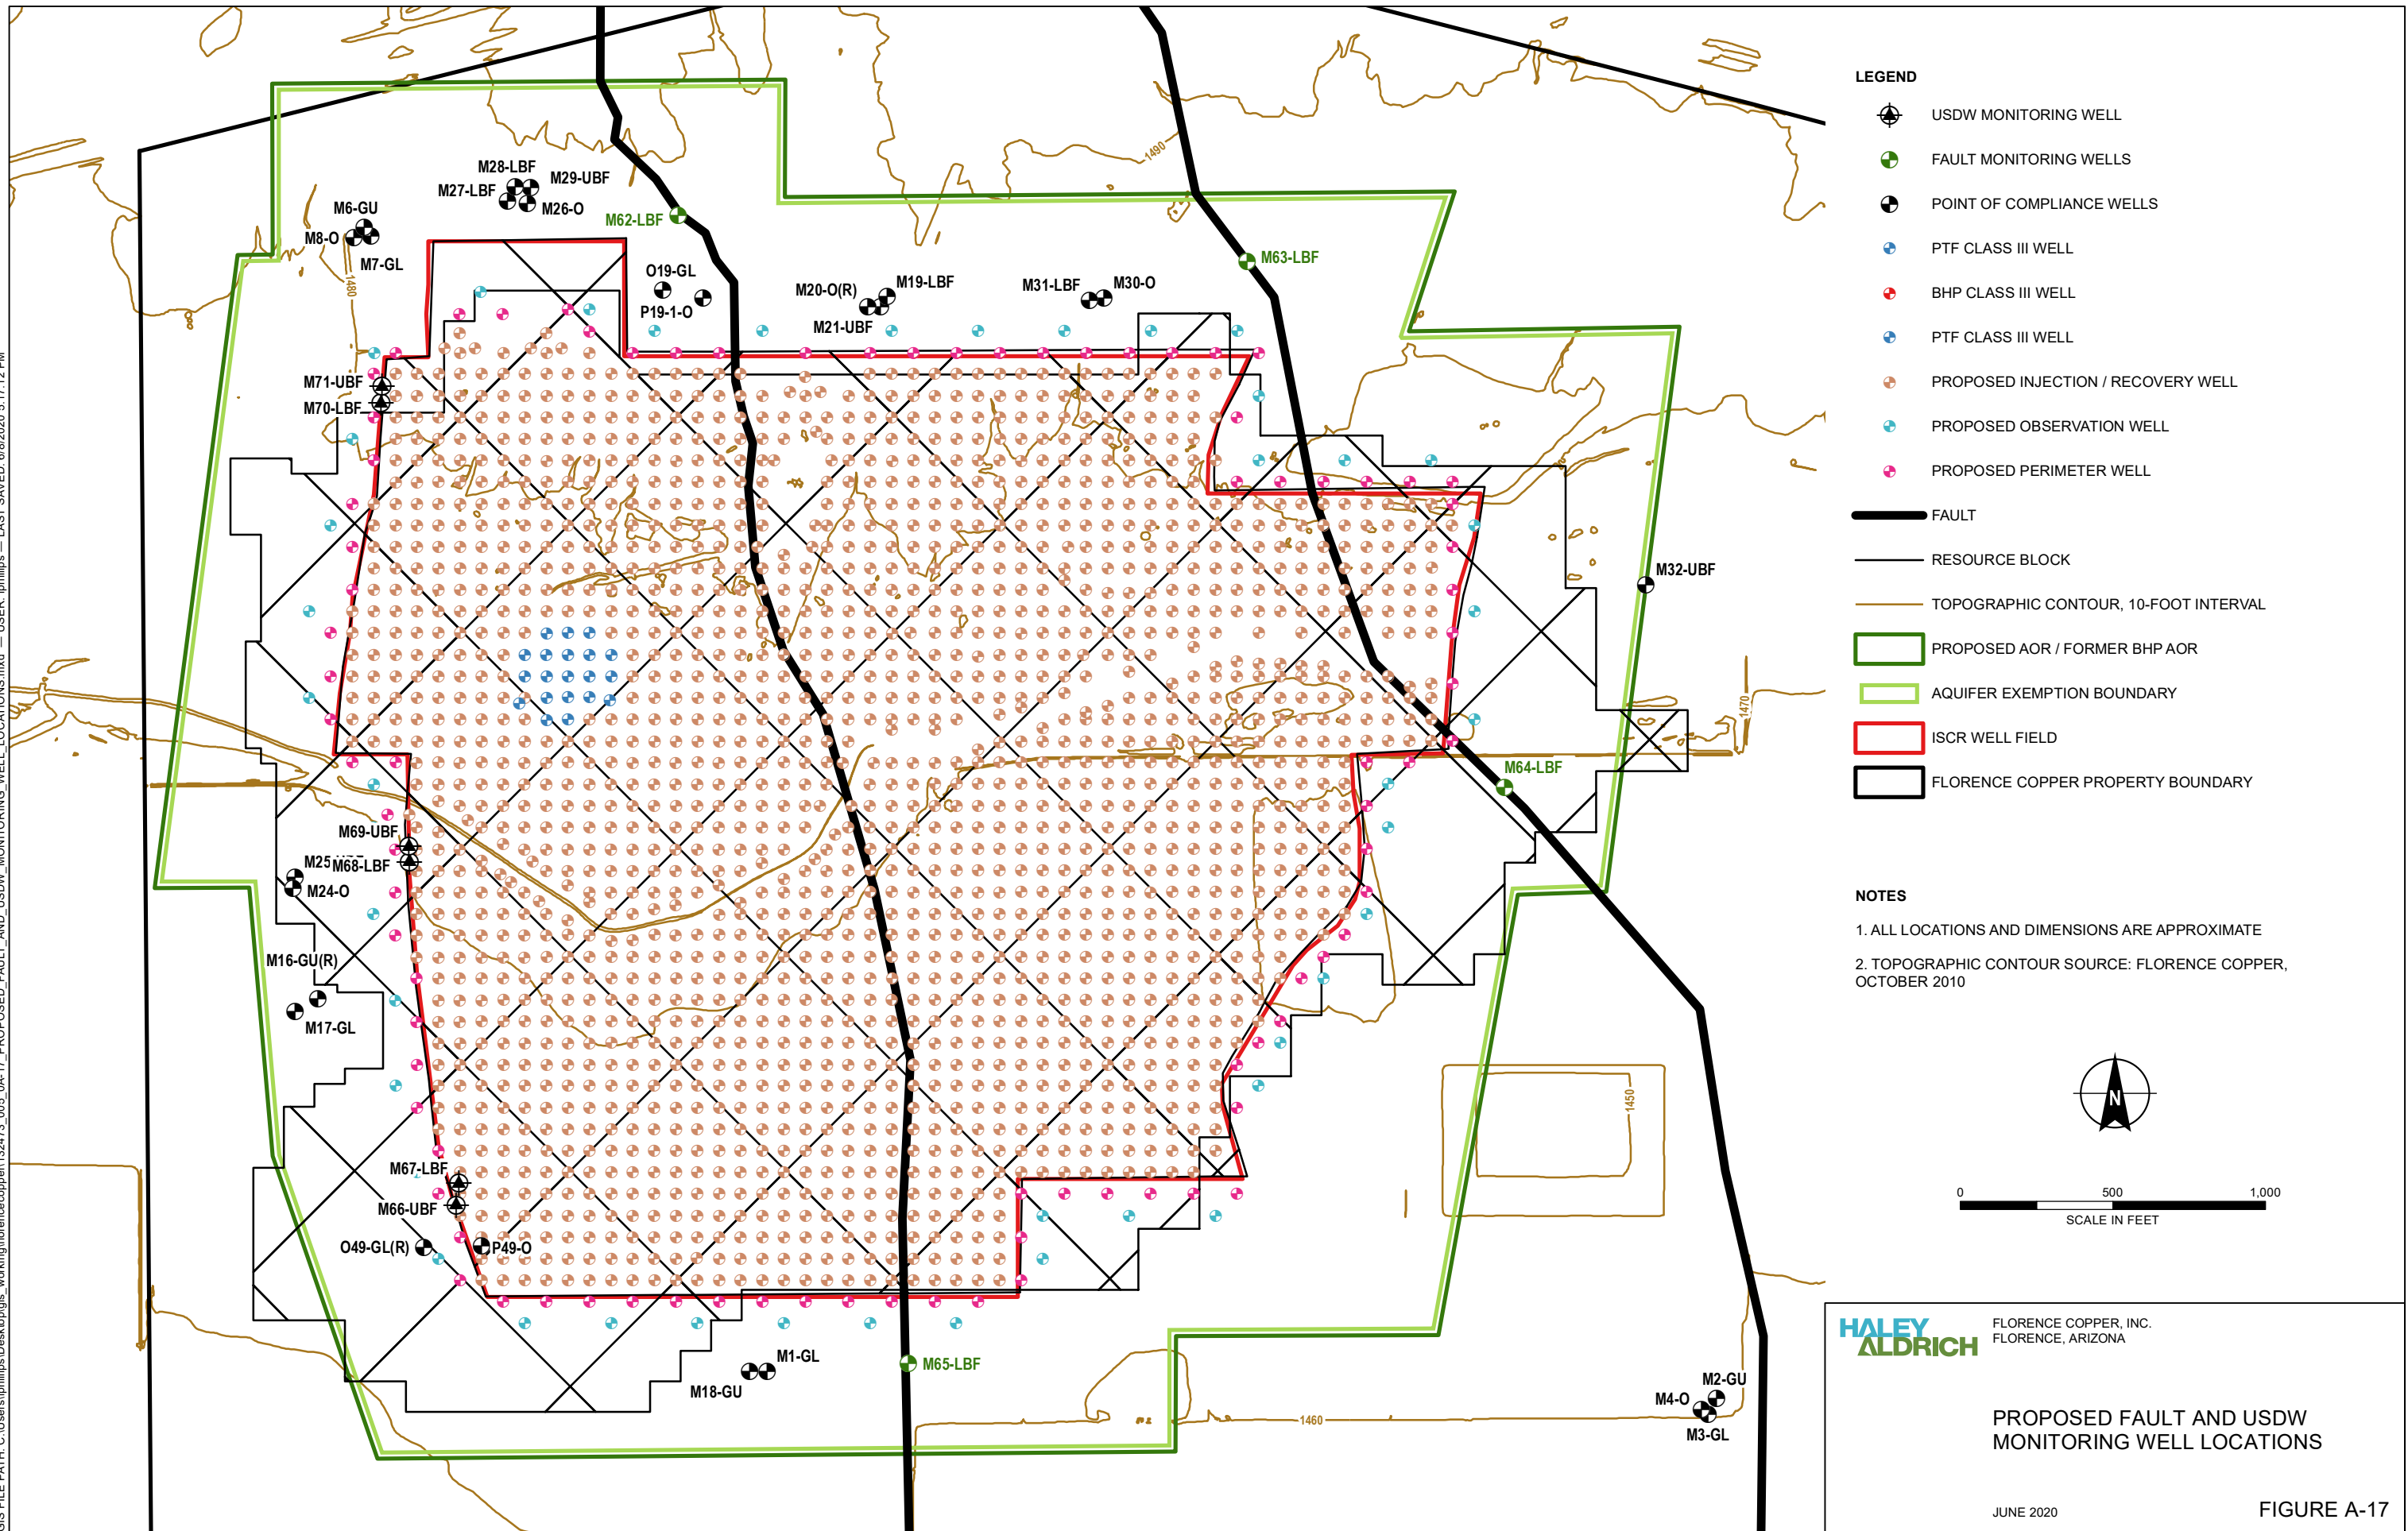 LEGEND
USDW MONITORING WELL
FAULT MONITORING WELLS
POINT OF COMPLIANCE WELLS
PTF CLASS III WELL
BHP CLASS III WELL
PTF CLASS III WELL
PROPOSED INJECTION / RECOVERY WELL
PROPOSED OBSERVATION WELL
PROPOSED PERIMETER WELL
FAULT
RESOURCE BLOCK
TOPOGRAPHIC CONTOUR, 10-FOOT INTERVAL
PROPOSED AOR / FORMER BHP AOR
AQUIFER EXEMPTION BOUNDARY
ISCR WELL FIELD
FLORENCE COPPER PROPERTY BOUNDARY
NOTES
1. ALL LOCATIONS AND DIMENSIONS ARE APPROXIMATE
2. TOPOGRAPHIC CONTOUR SOURCE: FLORENCE COPPER,
OCTOBER 2010
N
0 500 1,000
SCALE IN FEET
HALEY
ALDRICH
FLORENCE COPPER, INC.
FLORENCE, ARIZONA
PROPOSED FAULT AND USDW
MONITORING WELL LOCATIONS
JUNE 2020
FIGURE A-17
1490
M28-LBF
M29-UBF
M27-LBF
M26-O
M62-LBF
M6-GU
M8-O
M7-GL
1480
M63-LBF
O19-GL
P19-1-O
M20-O(R)
M19-LBF
M21-UBF
M31-LBF
M30-O
M71-UBF
M70-LBF
M32-UBF
1470
M64-LBF
M69-UBF
M25
M68-LBF
M24-O
M16-GU(R)
M17-GL
1450
M67-LBF
M66-UBF
O49-GL(R)
P49-O
M1-GL
M18-GU
M65-LBF
M2-GU
M4-O
M3-GL
1460